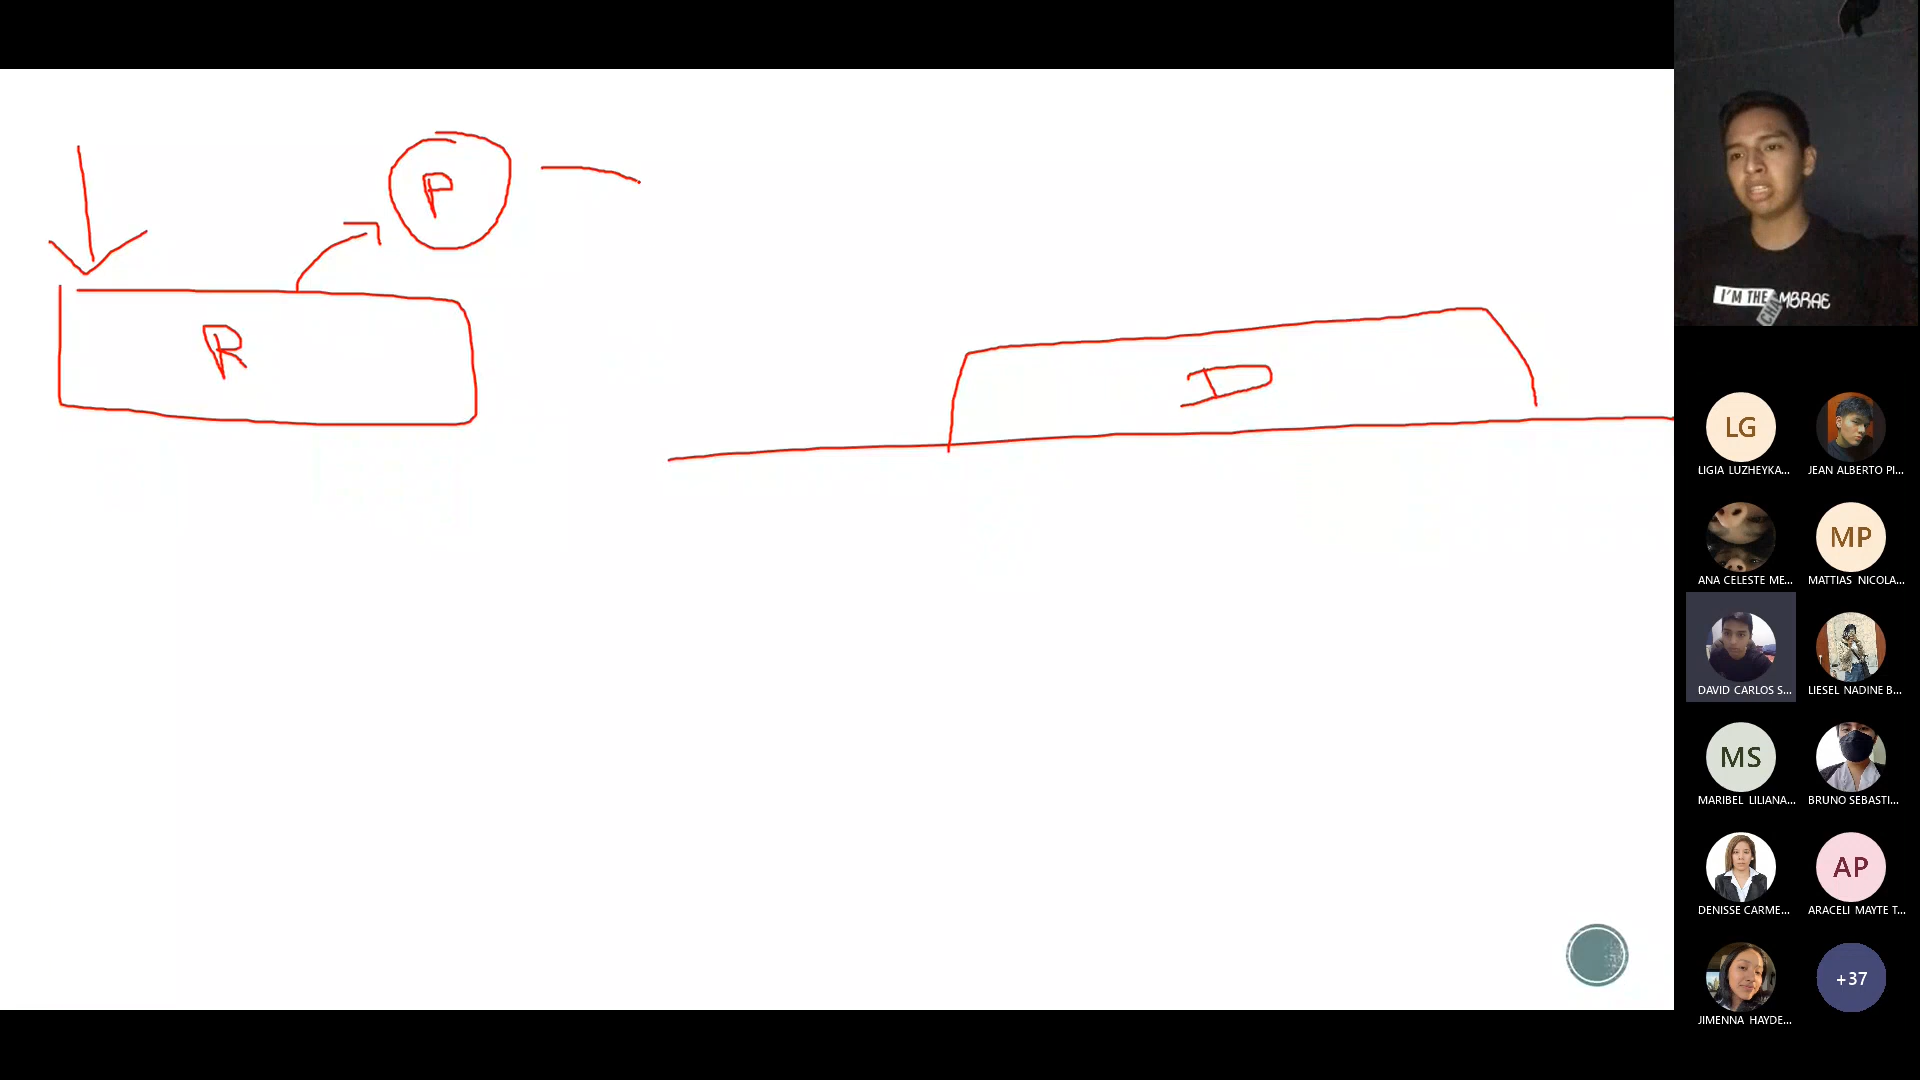 P
R
D
I'M THE
CHI
MBRAE
LG
LIGIA LUZHEYKA...
JEAN ALBERTO PI...
MP
ANA CELESTE ME...
MATTIAS NICOLA...
DAVID CARLOS S...
LIESEL NADINE B...
MS
MARIBEL LILIANA...
BRUNO SEBASTI...
AP
DENISSE CARME...
ARACELI MAYTE T...
+37
JIMENNA HAYDE...